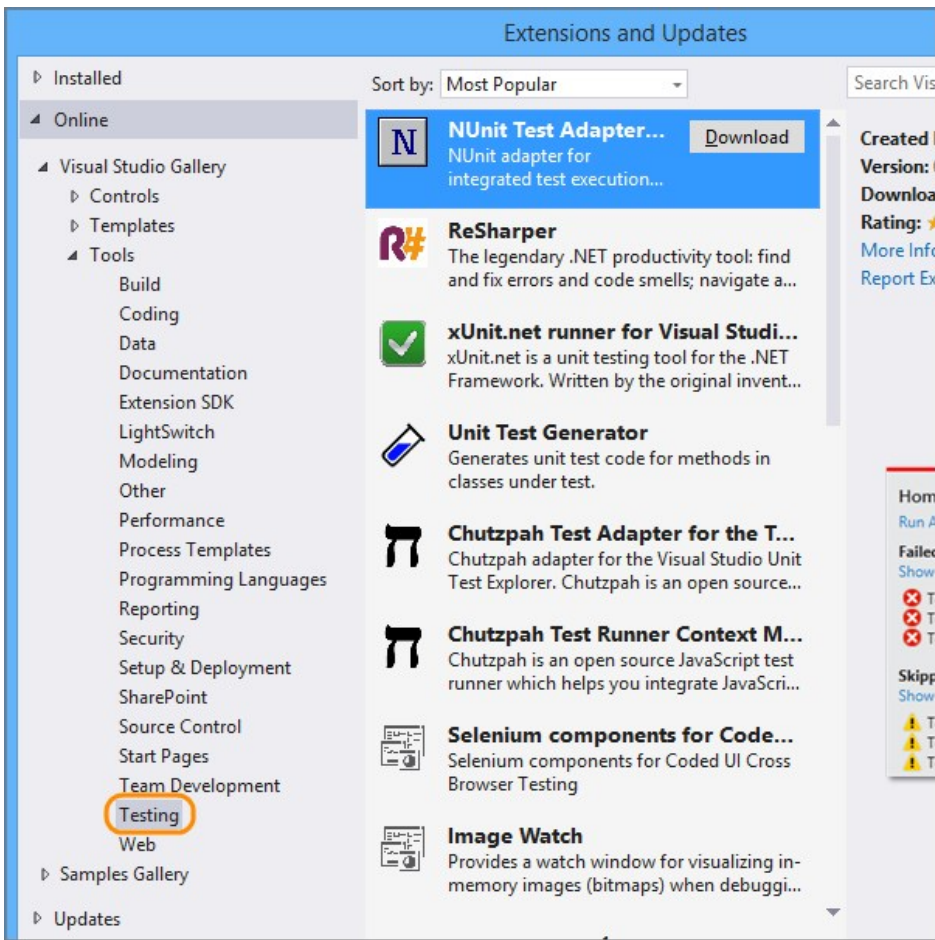 Extensions and Updates
Installed
Online
Visual Studio Gallery
Controls
Templates
Tools
Build
Coding
Data
Documentation
Extension SDK
LightSwitch
Modeling
Other
Performance
Process Templates
Programming Languages
Reporting
Security
Setup & Deployment
SharePoint
Source Control
Start Pages
Team Development
Testing
Web
Samples Gallery
Updates
Sort by: Most Popular
N
NUnit Test Adapter... Download
NUnit adapter for
integrated test execution...
R#
ReSharper
The legendary .NET productivity tool: find
and fix errors and code smells; navigate a...
xUnit.net runner for Visual Studi...
xUnit.net is a unit testing tool for the .NET
Framework. Written by the original invent...
Unit Test Generator
Generates unit test code for methods in
classes under test.
ת
Chutzpah Test Adapter for the T...
Chutzpah adapter for the Visual Studio Unit
Test Explorer. Chutzpah is an open source...
ת
Chutzpah Test Runner Context M...
Chutzpah is an open source JavaScript test
runner which helps you integrate JavaScri...
Selenium components for Code...
Selenium components for Coded UI Cross
Browser Testing
Image Watch
Provides a watch window for visualizing in-
memory images (bitmaps) when debuggi...
Search Vis
Created
Version:
Downloa
Rating:
More Info
Report Ex
Hom
Run A
Failed
Show
T
T
T
Skipp
Show
T
T
T